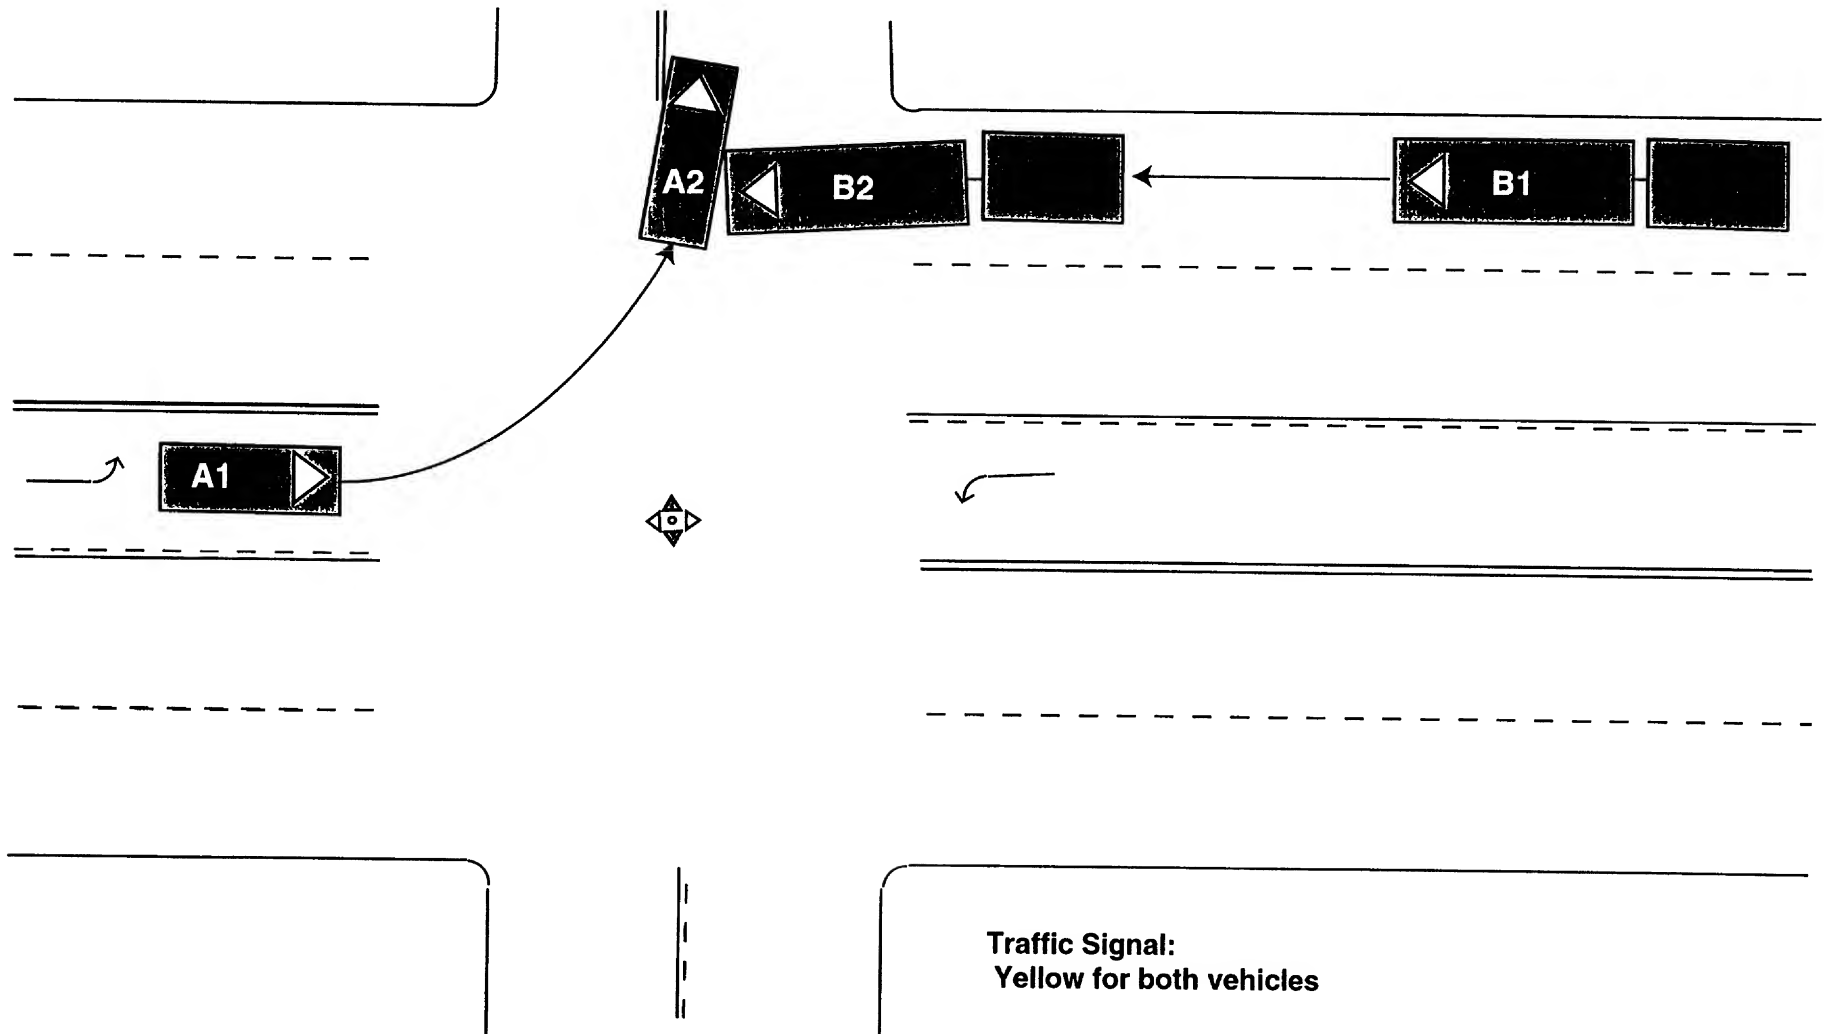 A2
B2
B1
A1
Traffic Signal:
Yellow for both vehicles